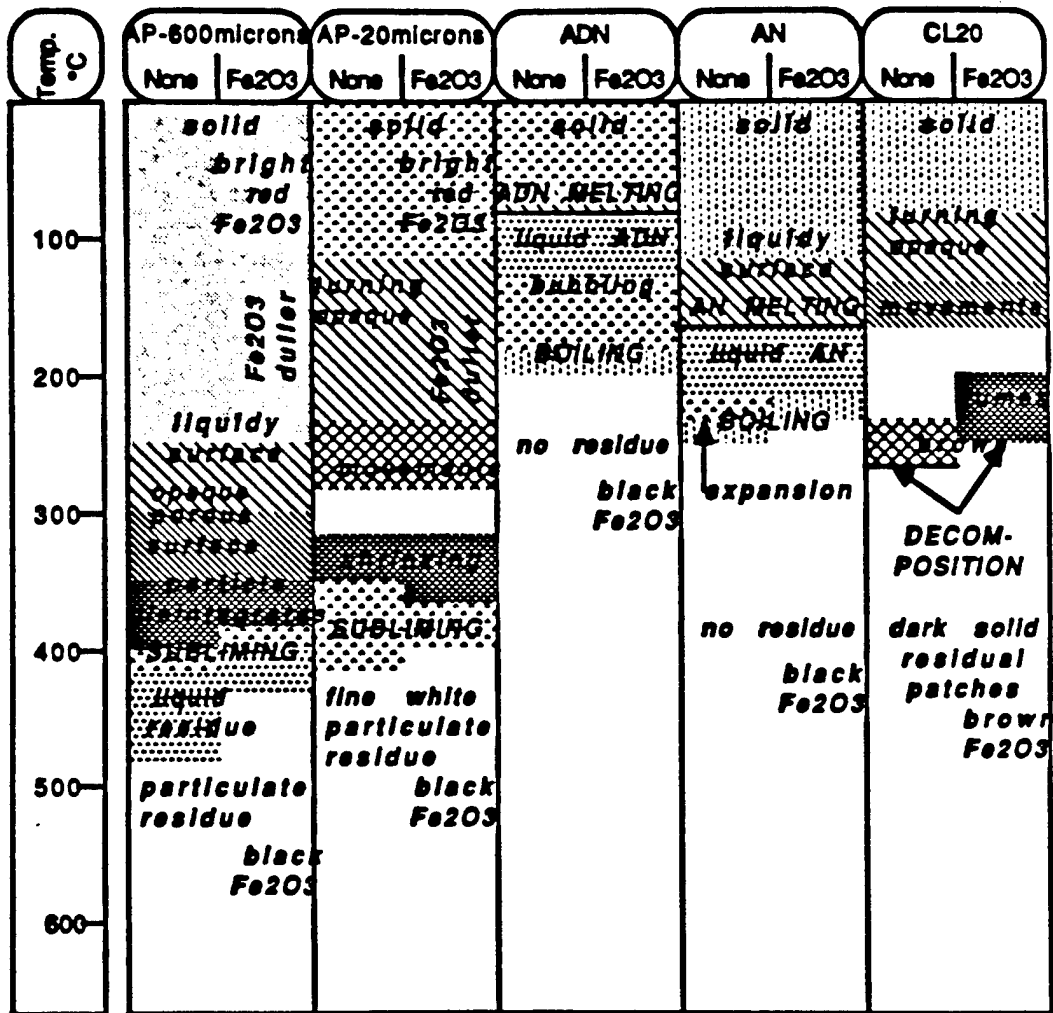 Temp. °C
AP-600microns
None Fe2O3
AP-20microns
None Fe2O3
ADN
None Fe2O3
AN
None Fe2O3
CL20
None Fe2O3
100
200
300
400
500
600
solid
bright
red
Fe2O3
Fe2O3
duller
liquidy
surface
opaque
porous
surface
particle
SUBLIMING
liquid
residue
particulate
residue
black
Fe2O3
solid
bright
red
Fe2O3
turning
opaque
Fe2O3
duller
movements
shrinking
SUBLIMING
fine white
particulate
residue
black
Fe2O3
solid
ADN MELTING
liquid ADN
bubbling
BOILING
no residue
black
Fe2O3
solid
liquidy
surface
AN MELTING
liquid AN
BOILING
expansion
no residue
black
Fe2O3
solid
turning
opaque
movements
DECOM-
POSITION
dark solid
residual
patches
brown
Fe2O3